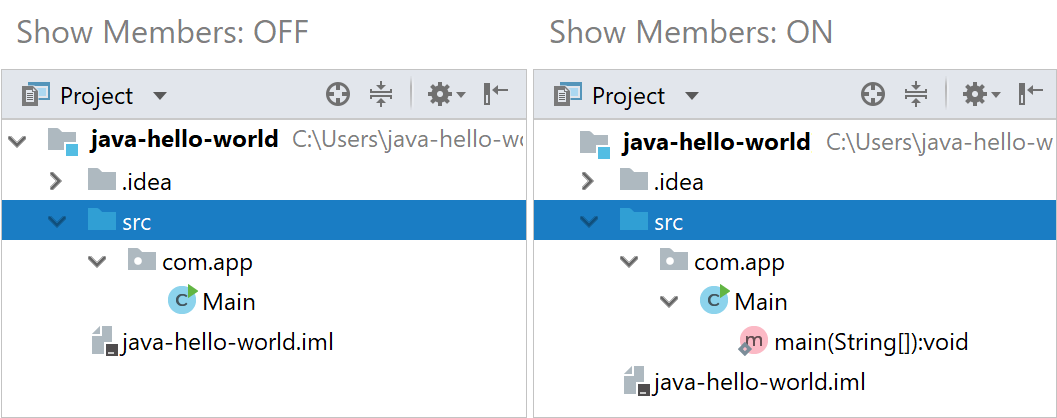 Show Members: OFF
Project
java-hello-world C:\Users\java-hello-wo
.idea
src
com.app
C Main
java-hello-world.iml
Show Members: ON
Project
java-hello-world C:\Users\java-hello-w
.idea
src
com.app
C Main
m main(String[]):void
java-hello-world.iml